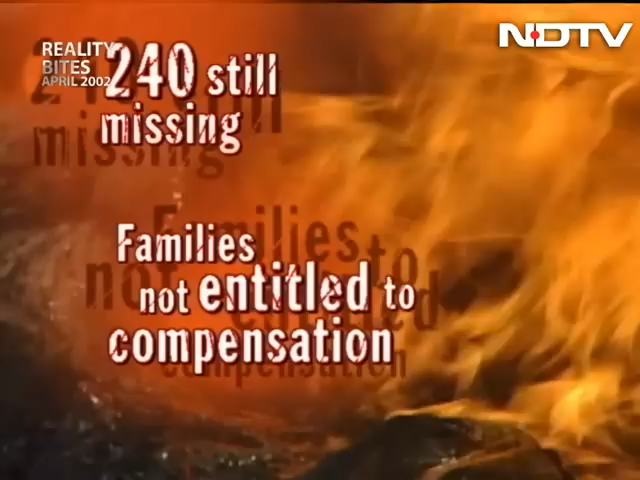 NDTV
REALITY
BITES
APRIL 2002
240 still
missing
Families
not entitled to
compensation